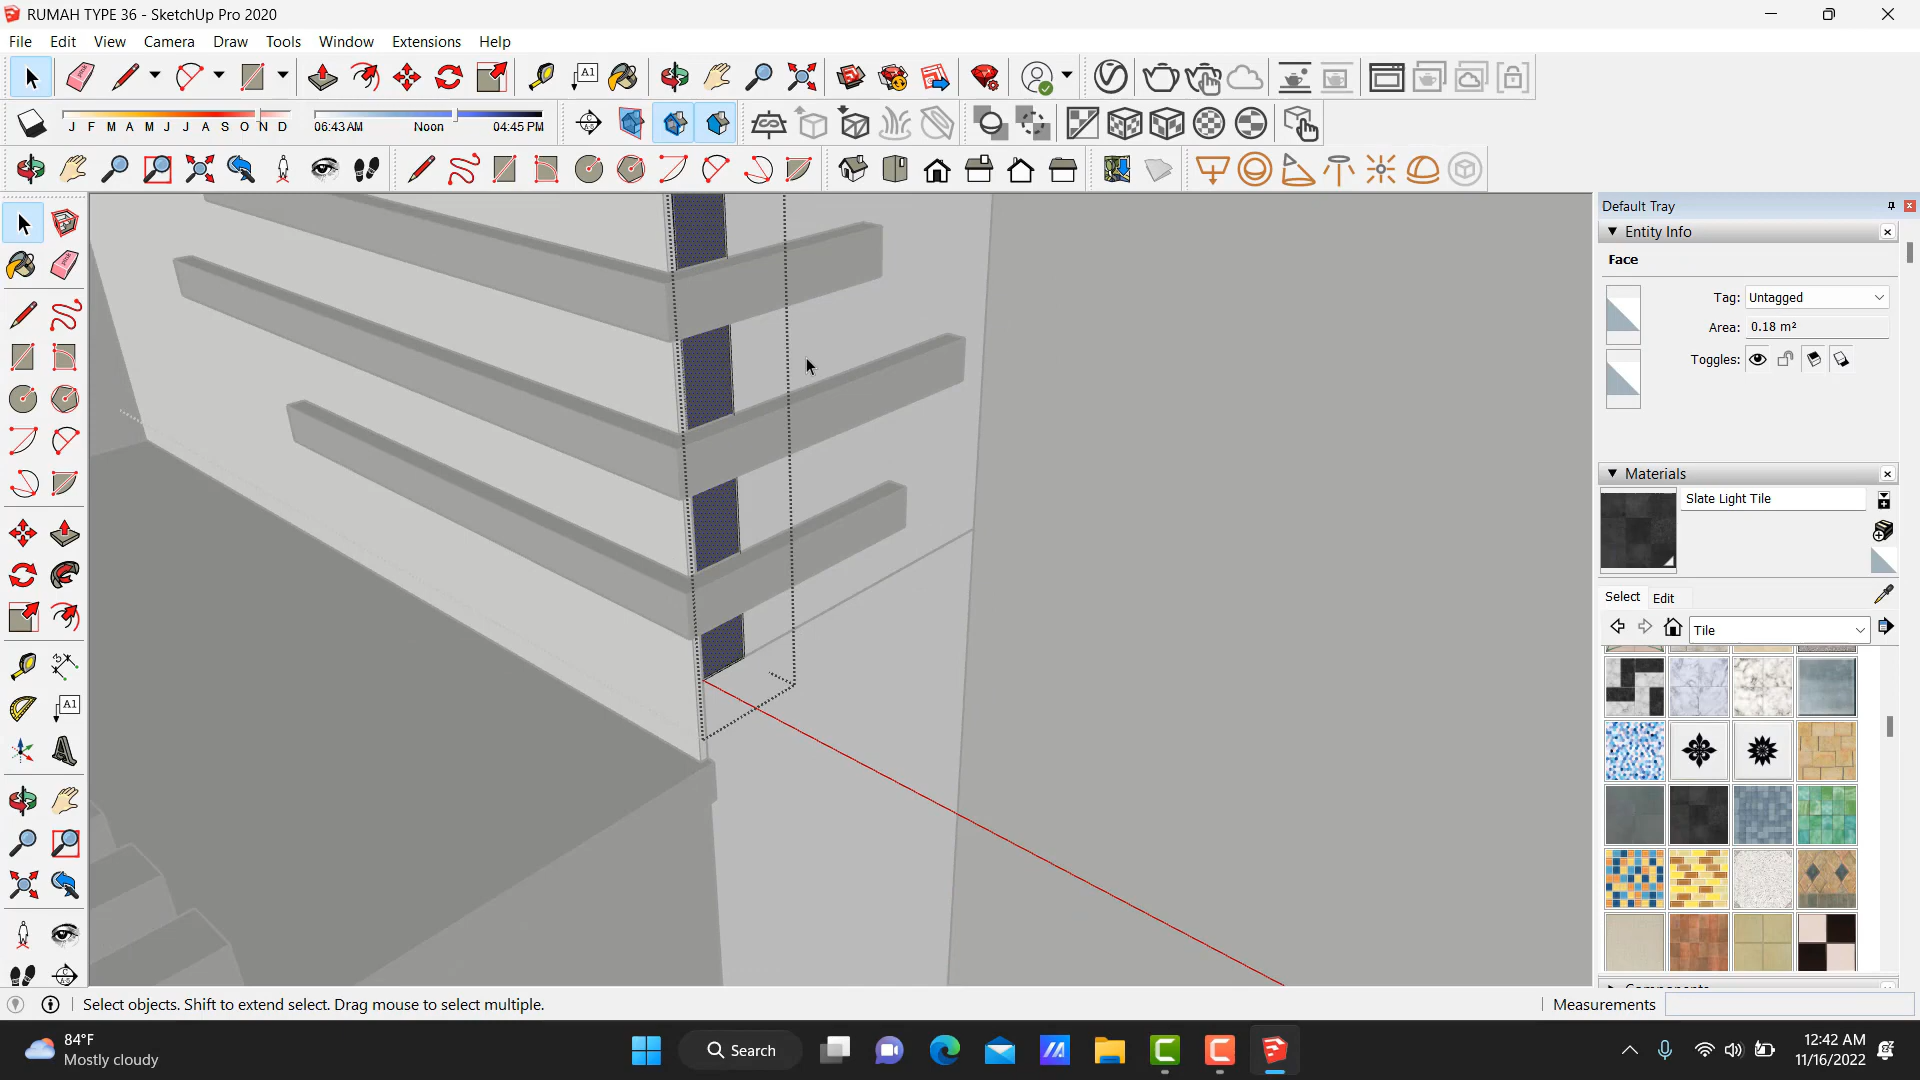 RUMAH TYPE 36 - SketchUp Pro 2020
File Edit View Camera Draw Tools Window Extensions Help
A1
J F M A M J J A S O N D
06:43 AM Noon 04:45 PM
Default Tray
Entity Info
Face
Tag: Untagged
Area: 0.18 m²
Toggles:
Materials
Slate Light Tile
Select Edit
Tile
A1
Select objects. Shift to extend select. Drag mouse to select multiple.
Measurements
84°F
Mostly cloudy
Search
12:42 AM
11/16/2022